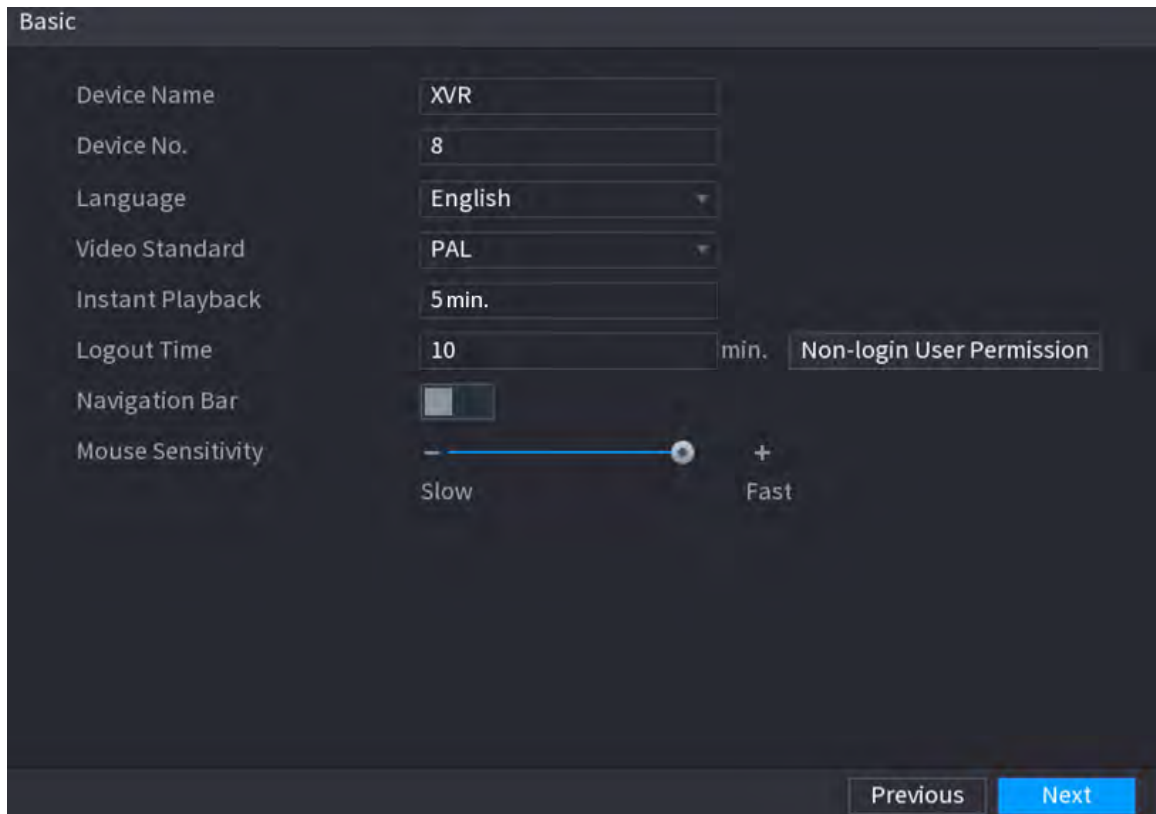 Basic
Device Name XVR
Device No. 8
Language English
Video Standard PAL
Instant Playback 5 min.
Logout Time 10 min. Non-login User Permission
Navigation Bar
Mouse Sensitivity - +
Slow Fast
Previous Next